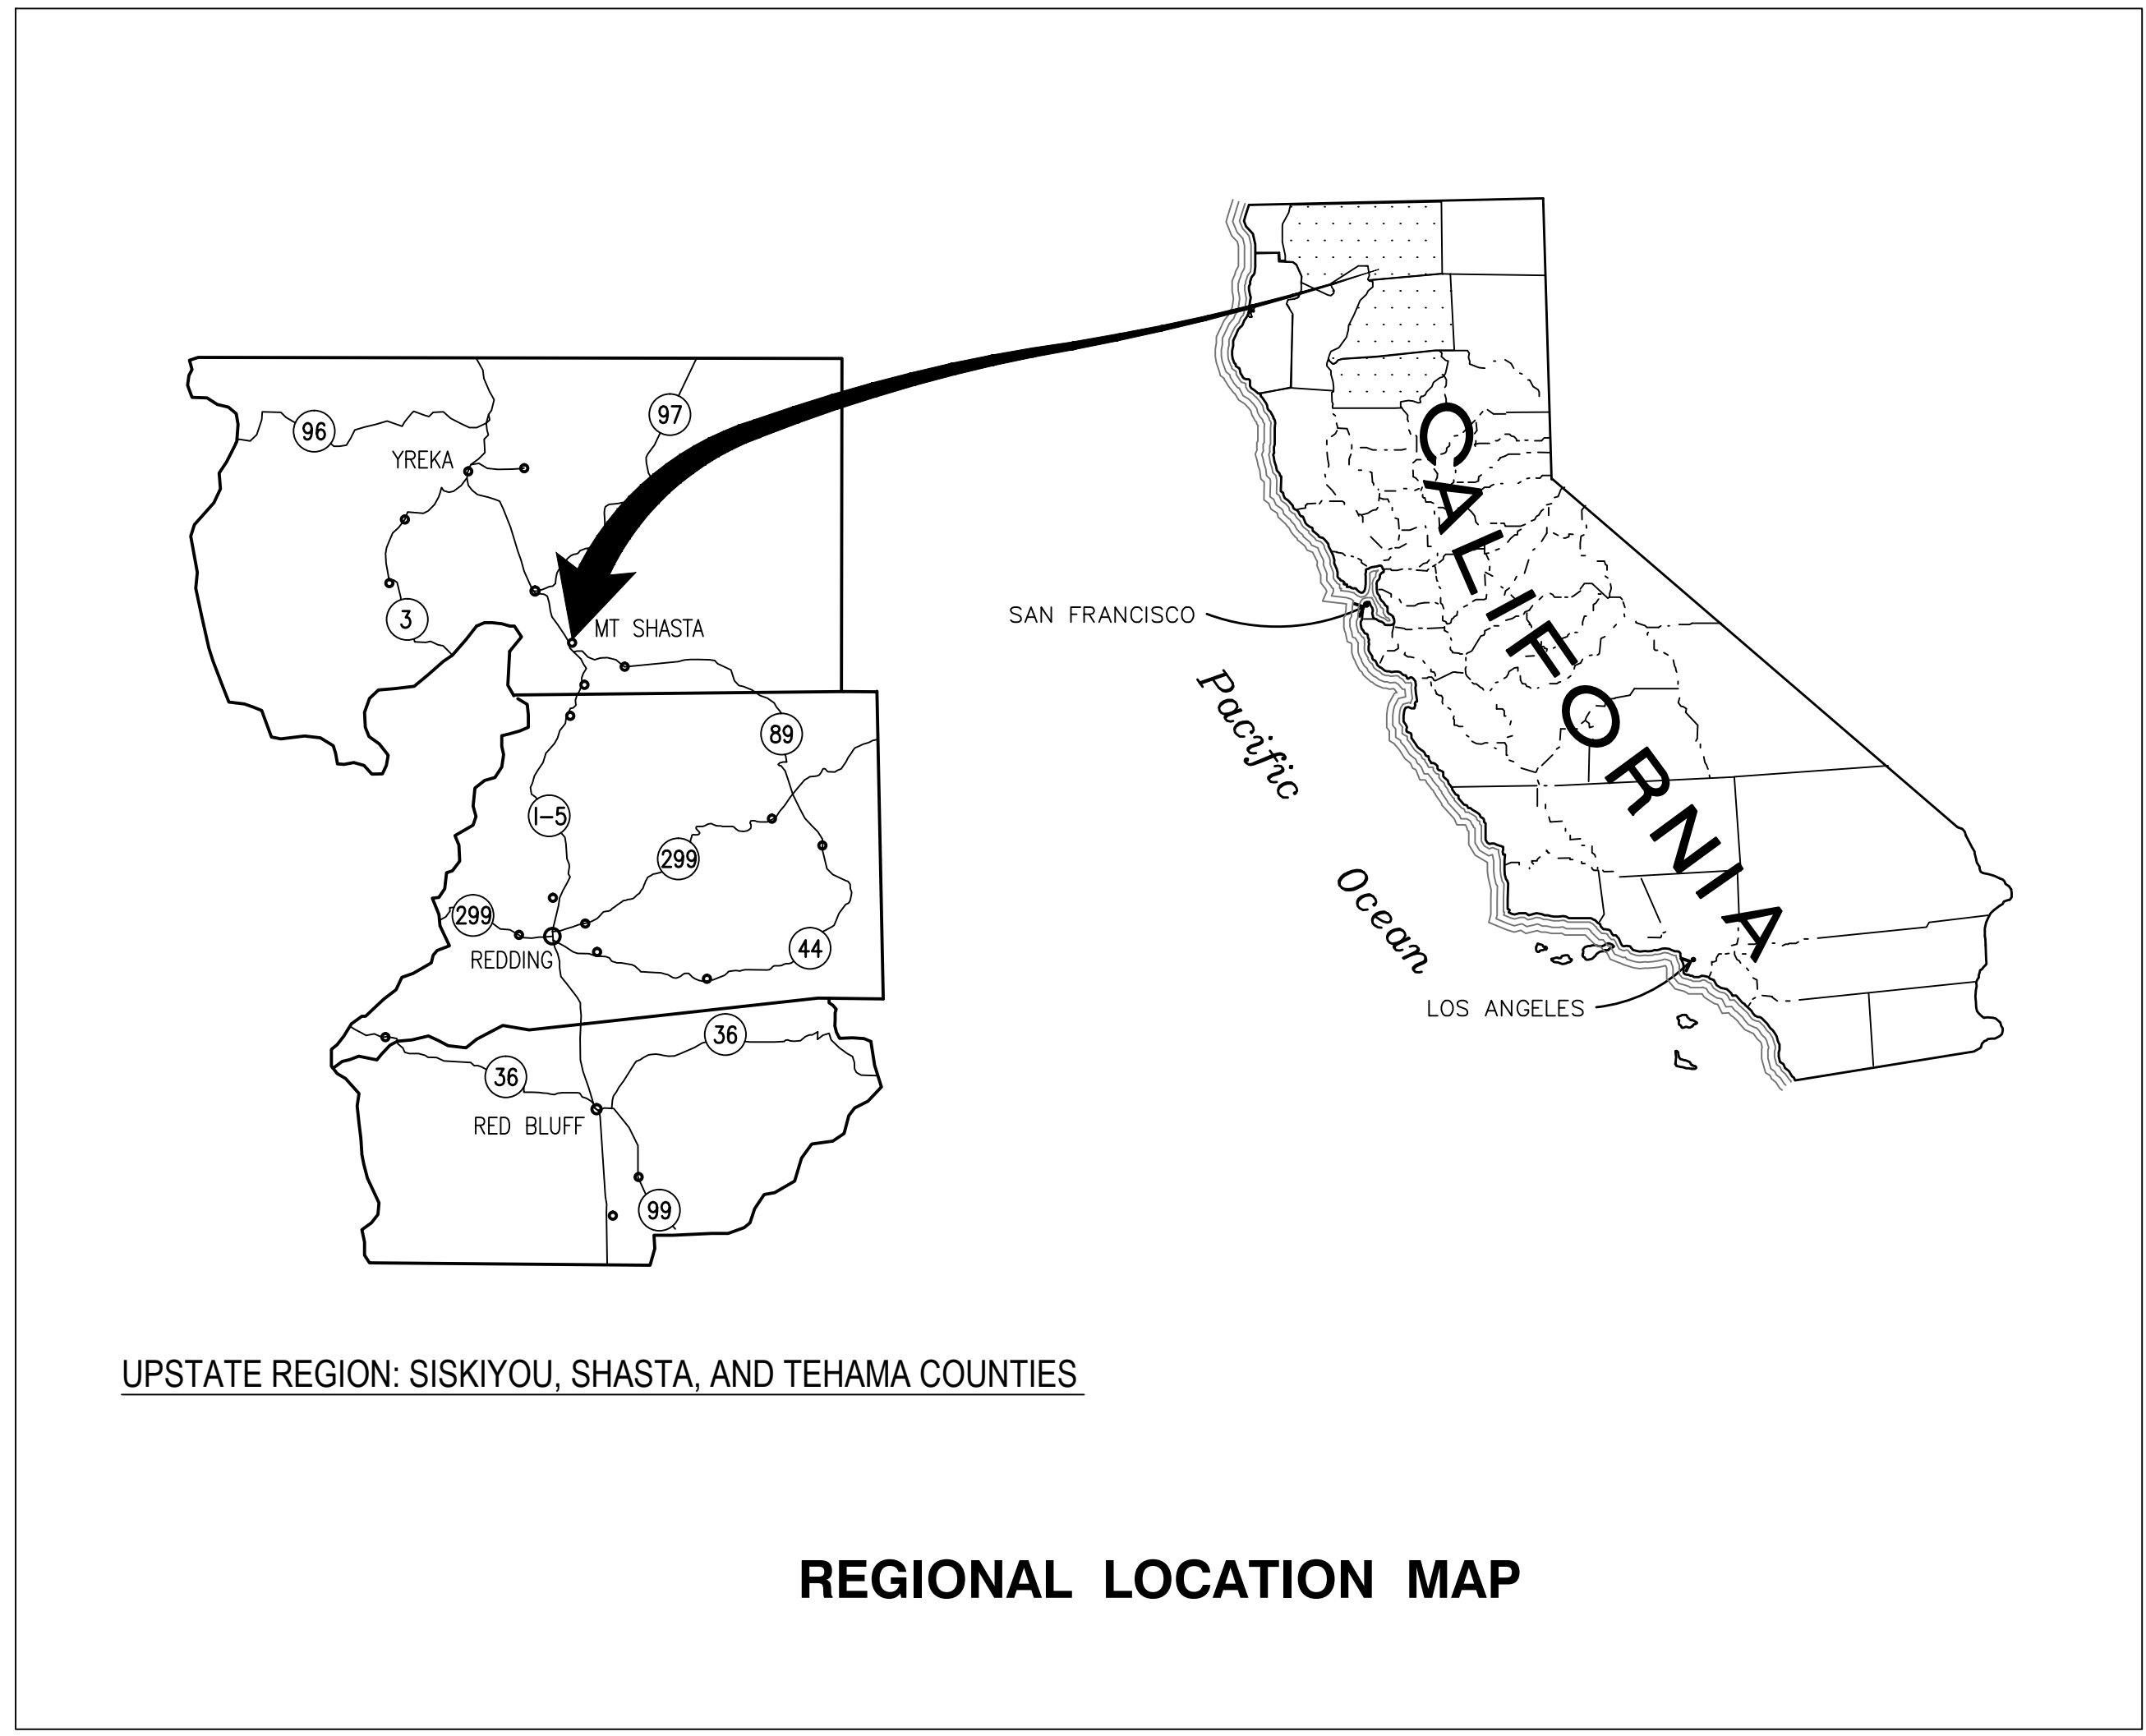 97
96
YREKA
3
MT SHASTA
89
I-5
299
299
44
REDDING
36
36
RED BLUFF
99
CALIFORNIA
SAN FRANCISCO
Pacific
Ocean
LOS ANGELES
UPSTATE REGION: SISKIYOU, SHASTA, AND TEHAMA COUNTIES
REGIONAL LOCATION MAP